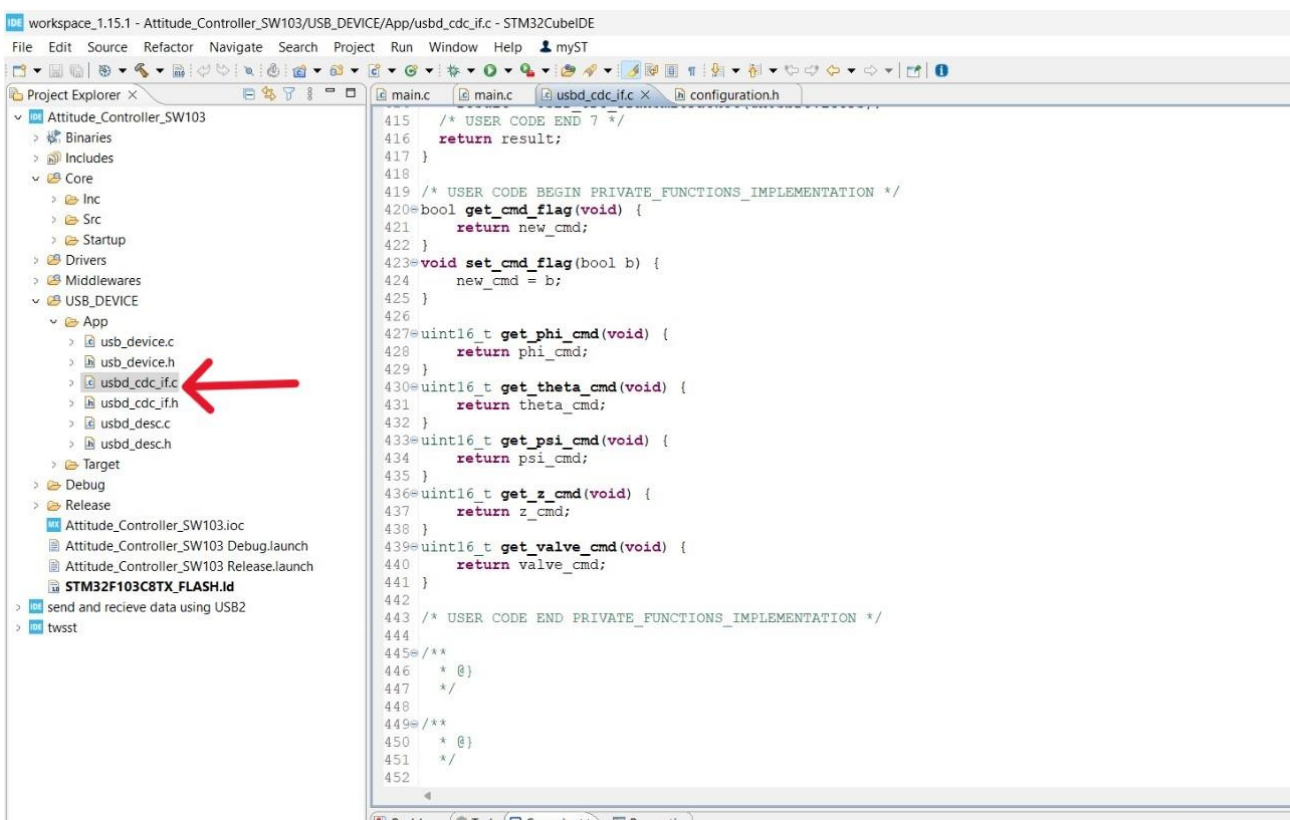 IDE workspace_1.15.1 - Attitude_Controller_SW103/USB_DEVICE/App/usbd_cdc_if.c - STM32CubeIDE
File Edit Source Refactor Navigate Search Project Run Window Help myST
Project Explorer
main.c main.c usbd_cdc_if.c configuration.h
IDE Attitude_Controller_SW103
Binaries
Includes
Core
Inc
Src
Startup
Drivers
Middlewares
USB_DEVICE
App
usb_device.c
usb_device.h
usbd_cdc_if.c
usbd_cdc_if.h
usbd_desc.c
usbd_desc.h
Target
Debug
Release
MX Attitude_Controller_SW103.ioc
Attitude_Controller_SW103 Debug.launch
Attitude_Controller_SW103 Release.launch
STM32F103C8TX_FLASH.ld
IDE send and recieve data using USB2
IDE twsst
415 /* USER CODE END 7 */
416 return result;
417 }
418
419 /* USER CODE BEGIN PRIVATE_FUNCTIONS_IMPLEMENTATION */
420 bool get_cmd_flag(void) {
421 return new_cmd;
422 }
423 void set_cmd_flag(bool b) {
424 new_cmd = b;
425 }
426
427 uint16_t get_phi_cmd(void) {
428 return phi_cmd;
429 }
430 uint16_t get_theta_cmd(void) {
431 return theta_cmd;
432 }
433 uint16_t get_psi_cmd(void) {
434 return psi_cmd;
435 }
436 uint16_t get_z_cmd(void) {
437 return z_cmd;
438 }
439 uint16_t get_valve_cmd(void) {
440 return valve_cmd;
441 }
442
443 /* USER CODE END PRIVATE_FUNCTIONS_IMPLEMENTATION */
444
445 /**
446 * @}
447 */
448
449 /**
450 * @}
451 */
452